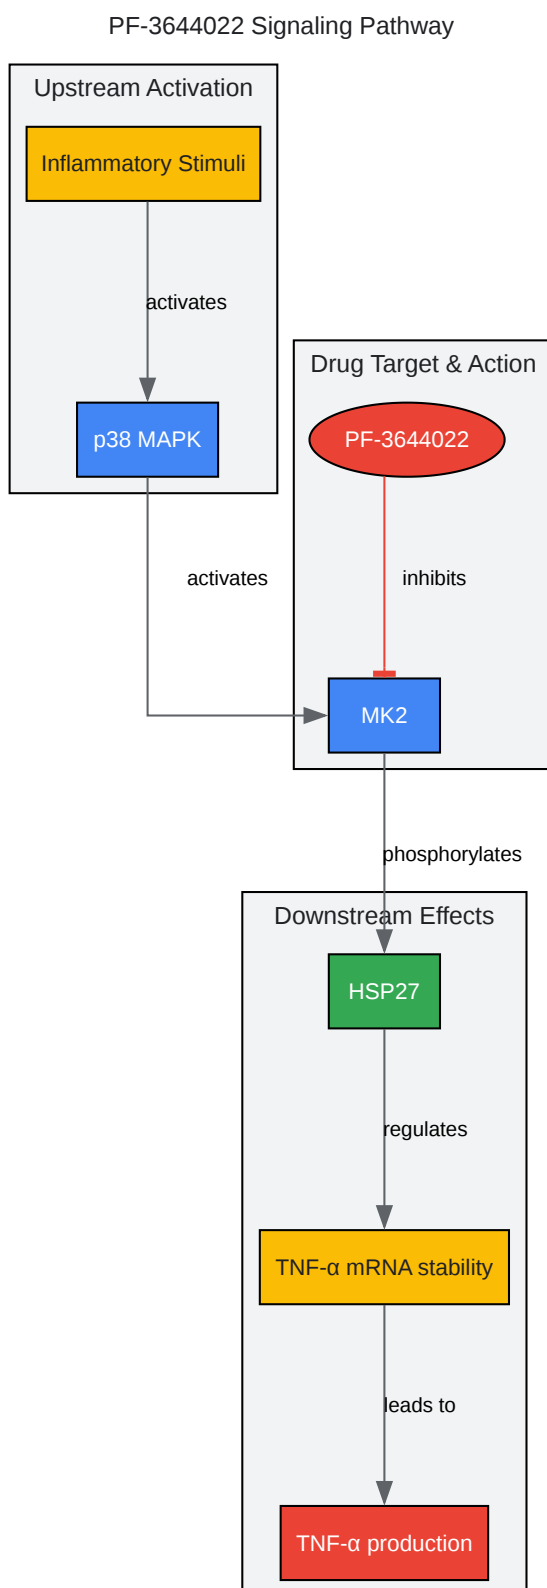 PF-3644022 Signaling Pathway
Upstream Activation
Inflammatory Stimuli
activates
p38 MAPK
activates
Drug Target & Action
PF-3644022
inhibits
MK2
phosphorylates
Downstream Effects
HSP27
regulates
TNF-α mRNA stability
leads to
TNF-α production